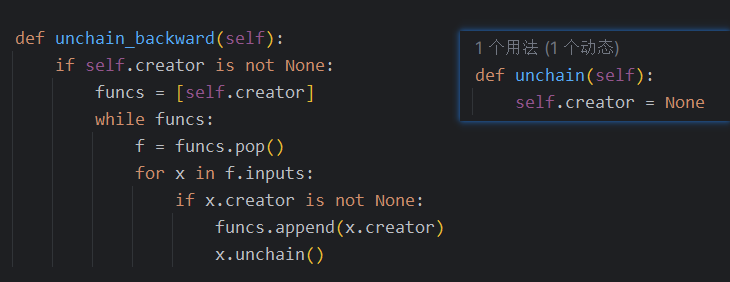 def unchain_backward(self):
    if self.creator is not None:
        funcs = [self.creator]
        while funcs:
            f = funcs.pop()
            for x in f.inputs:
                if x.creator is not None:
                    funcs.append(x.creator)
                    x.unchain()
1 个用法 (1 个动态)
def unchain(self):
    self.creator = None